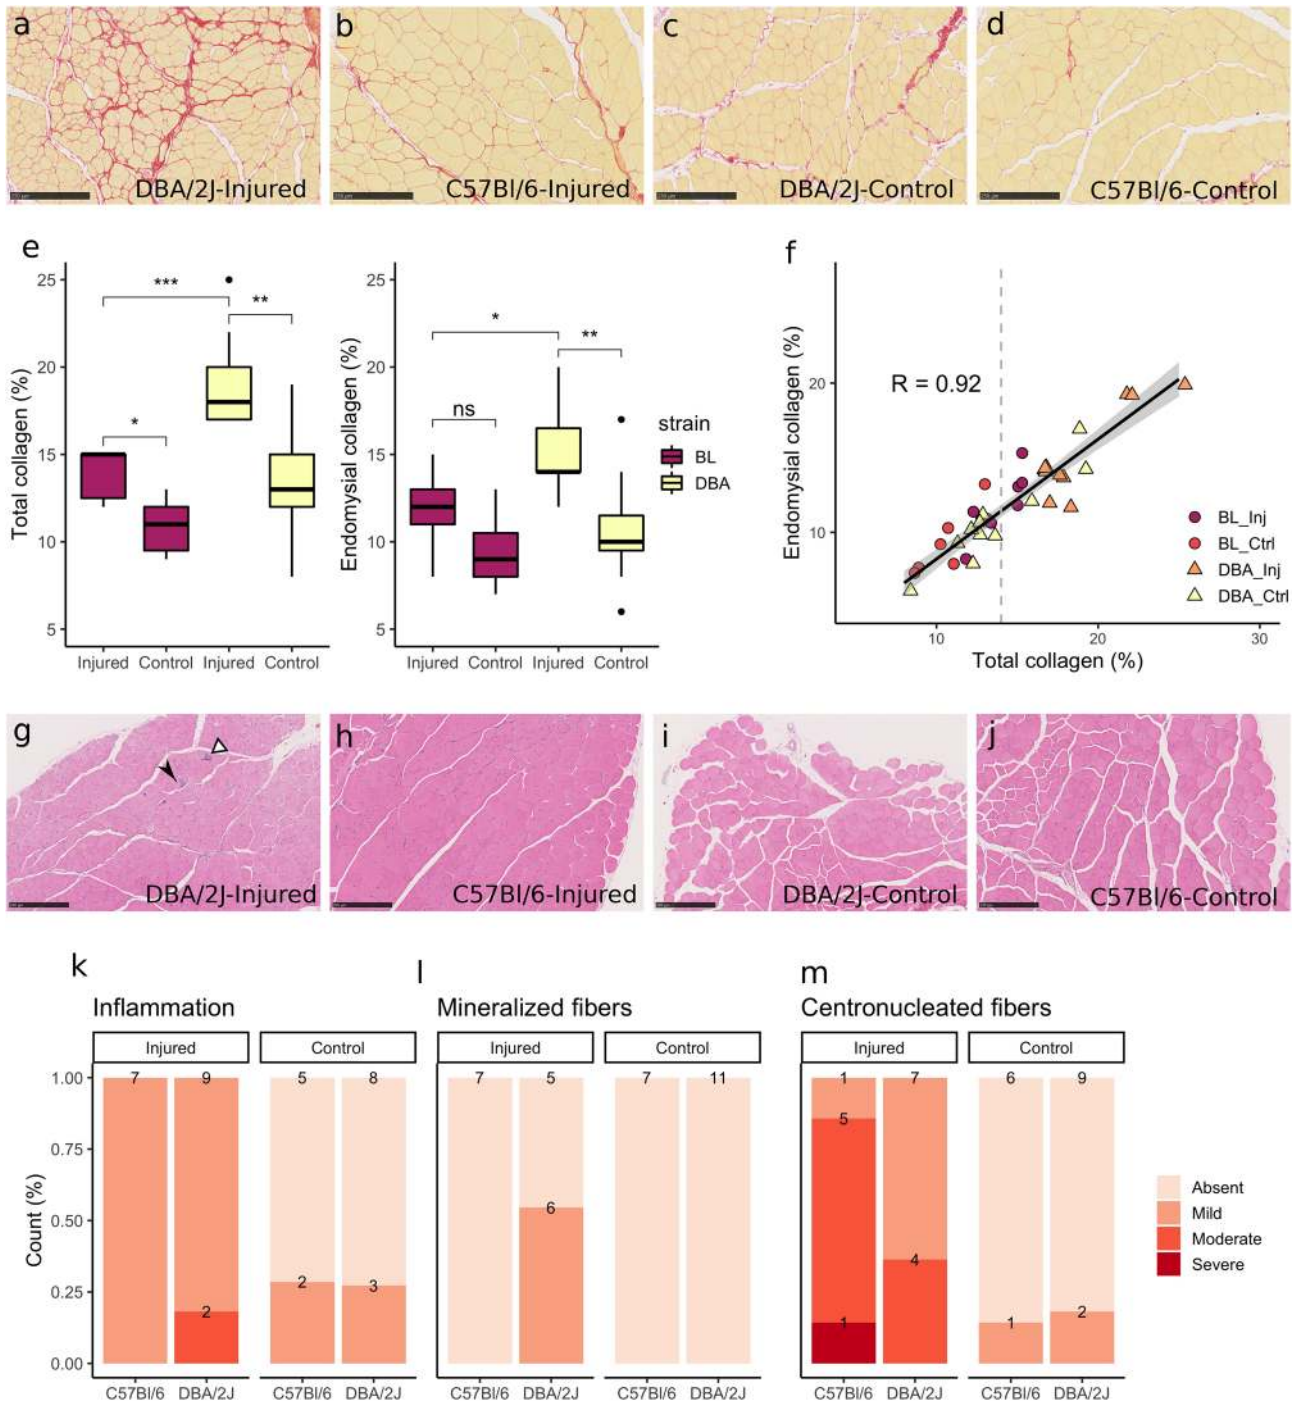 a
b
c
d
DBA/2J-Injured
C57Bl/6-Injured
DBA/2J-Control
C57Bl/6-Control
e
Total collagen (%)
25
20
15
10
5
***
**
*
Injured
Control
Injured
Control
Endomysial collagen (%)
25
20
15
10
5
*
**
ns
Injured
Control
Injured
Control
strain
BL
DBA
f
Endomysial collagen (%)
20
10
R = 0.92
BL_Inj
BL_Ctrl
DBA_Inj
DBA_Ctrl
10
20
30
Total collagen (%)
g
h
i
j
DBA/2J-Injured
C57Bl/6-Injured
DBA/2J-Control
C57Bl/6-Control
k
Inflammation
Injured
Control
Count (%)
1.00
0.75
0.50
0.25
0.00
7
9
2
5
8
2
3
C57Bl/6
DBA/2J
C57Bl/6
DBA/2J
l
Mineralized fibers
Injured
Control
7
5
6
7
11
C57Bl/6
DBA/2J
C57Bl/6
DBA/2J
m
Centronucleated fibers
Injured
Control
1
5
1
7
4
6
1
9
2
C57Bl/6
DBA/2J
C57Bl/6
DBA/2J
Absent
Mild
Moderate
Severe